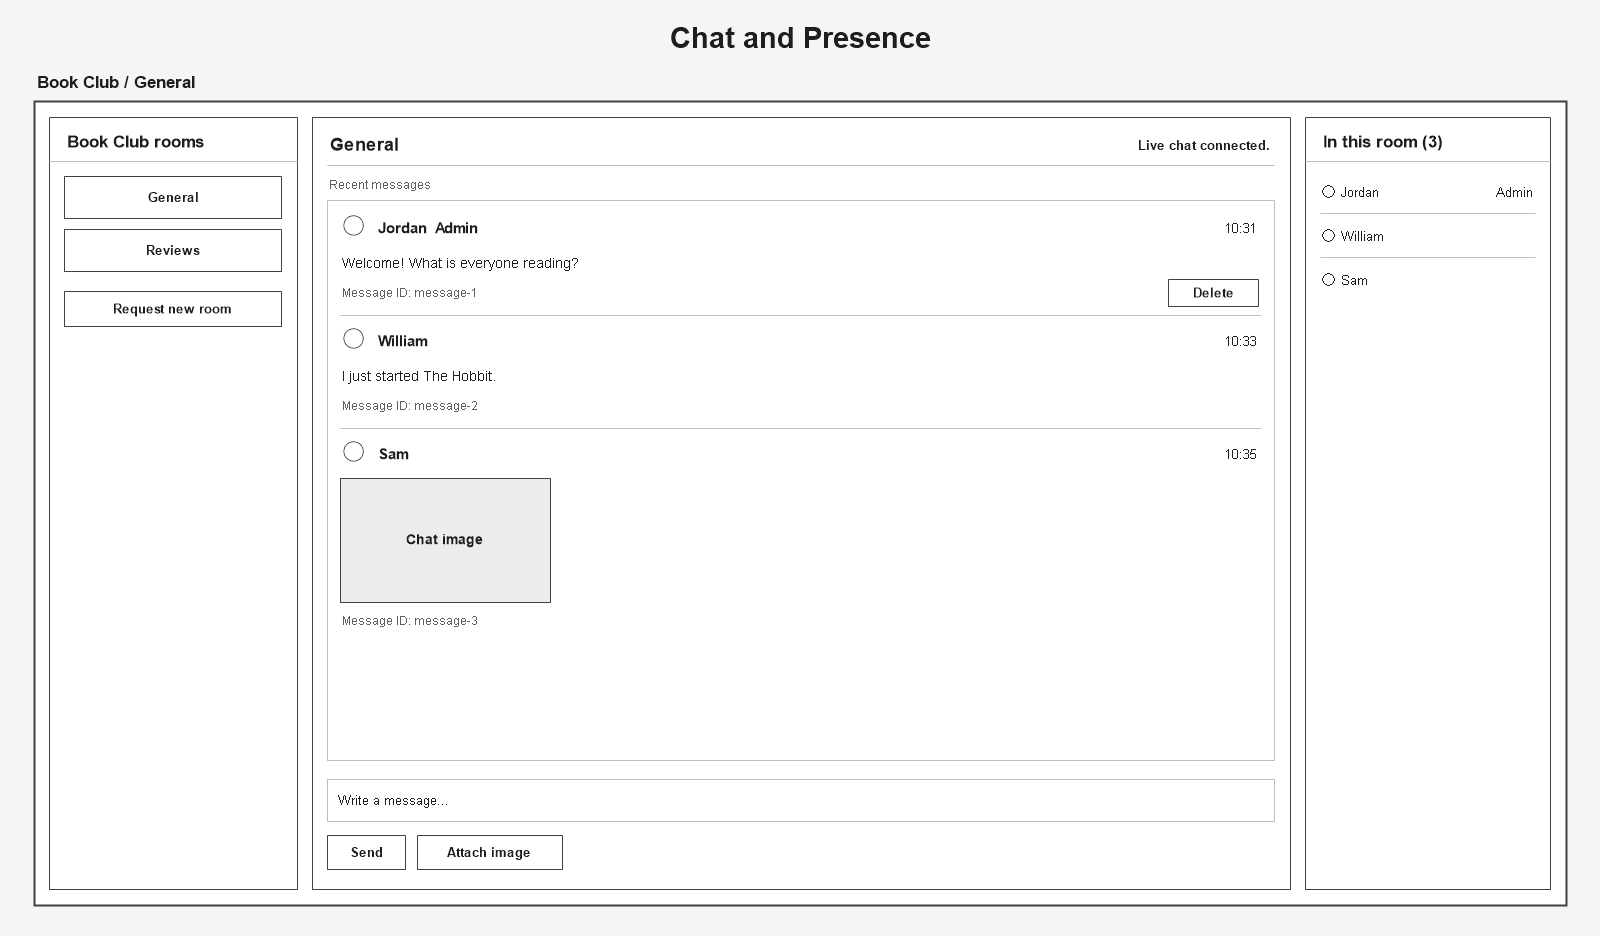 Chat and Presence
Book Club / General
Book Club rooms
General
Reviews
Request new room
General
Live chat connected.
Recent messages
Jordan Admin 10:31
Welcome! What is everyone reading?
Message ID: message-1
Delete
William 10:33
I just started The Hobbit.
Message ID: message-2
Sam 10:35
Chat image
Message ID: message-3
Write a message...
Send
Attach image
In this room (3)
Jordan Admin
William
Sam